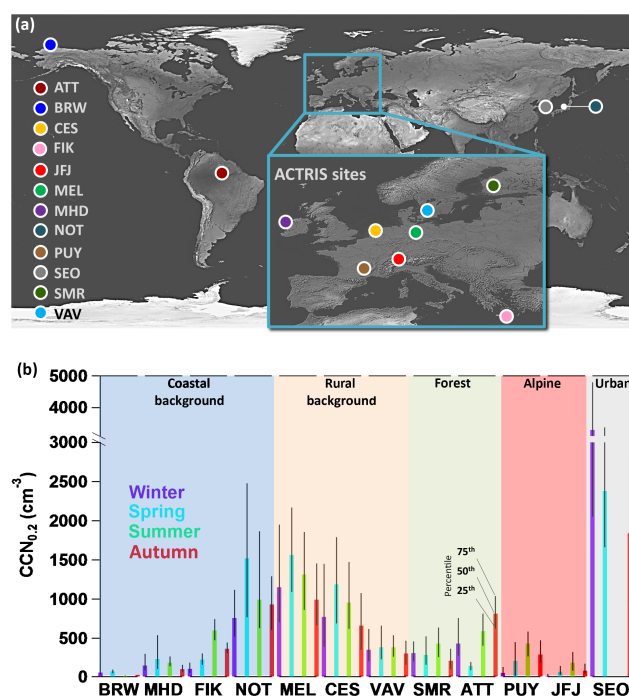 (a)
ATT
BRW
CES
FIK
JFJ
MEL
MHD
NOT
PUY
SEO
SMR
VAV
ACTRIS sites
(b)
Coastal background
Rural background
Forest
Alpine
Urban
5000
4000
3000
2000
1500
1000
500
0
CCN0.2 (cm-3)
Winter
Spring
Summer
Autumn
75th
50th
25th
Percentile
BRW MHD FIK NOT MEL CES VAV SMR ATT PUY JFJ SEO